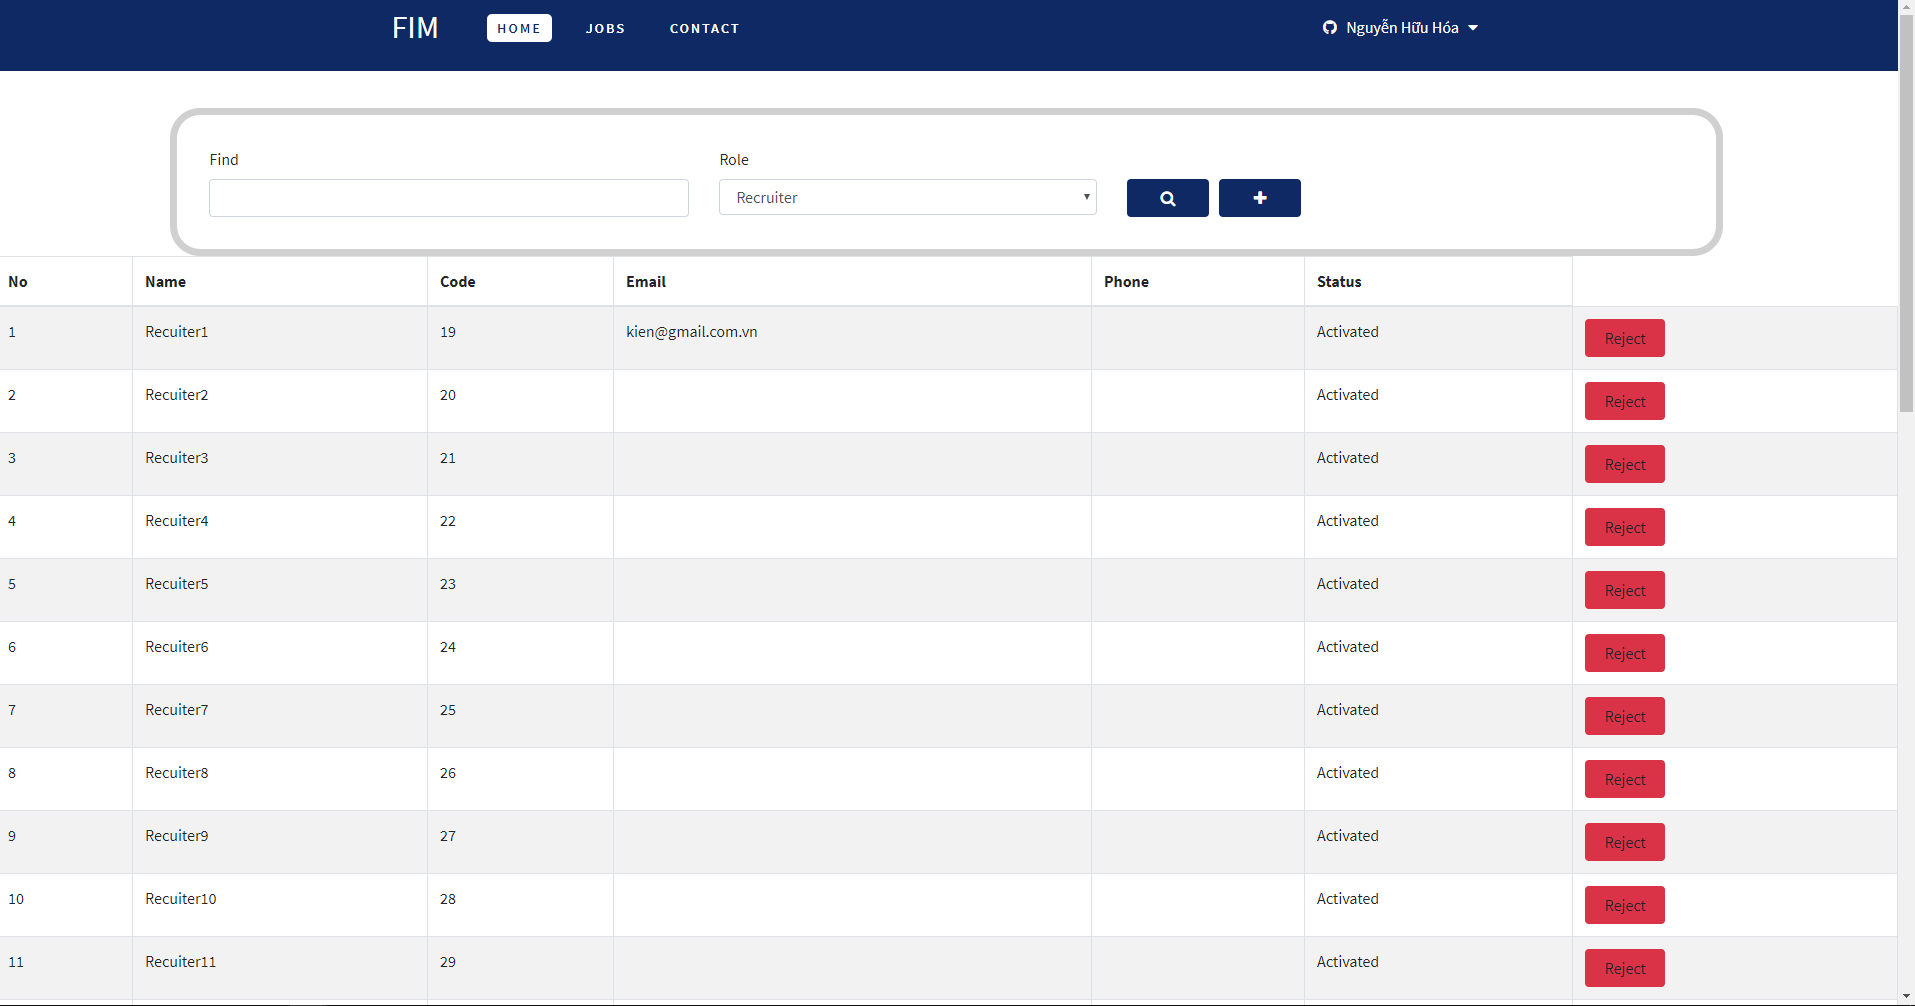 FIM HOME JOBS CONTACT Nguyễn Hữu Hóa
Find Role
Recruiter
No Name Code Email Phone Status
1 Recuiter1 19 kien@gmail.com.vn Activated Reject
2 Recuiter2 20 Activated Reject
3 Recuiter3 21 Activated Reject
4 Recuiter4 22 Activated Reject
5 Recuiter5 23 Activated Reject
6 Recuiter6 24 Activated Reject
7 Recuiter7 25 Activated Reject
8 Recuiter8 26 Activated Reject
9 Recuiter9 27 Activated Reject
10 Recuiter10 28 Activated Reject
11 Recuiter11 29 Activated Reject